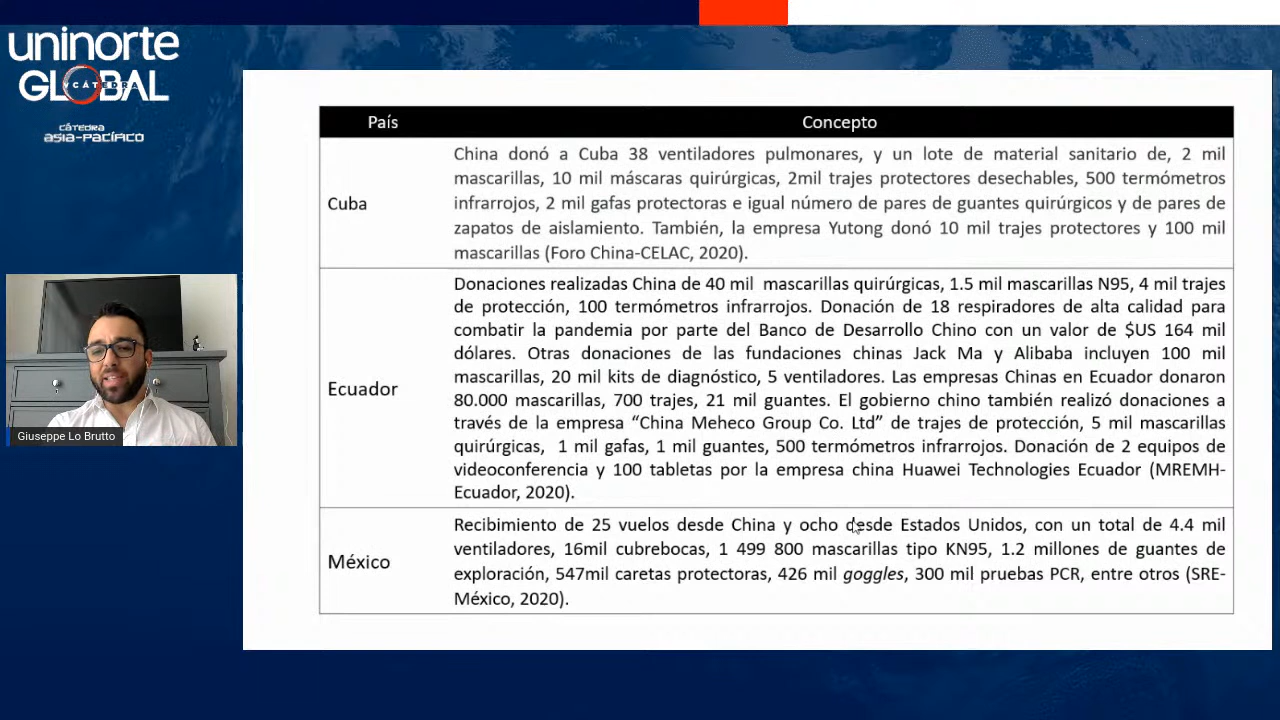 uninorte
GLOBAL
CÁTEDRA
CÁTEDRA
ASIA-PACÍFICO
País Concepto
Cuba
China donó a Cuba 38 ventiladores pulmonares, y un lote de material sanitario de, 2 mil
mascarillas, 10 mil máscaras quirúrgicas, 2mil trajes protectores desechables, 500 termómetros
infrarrojos, 2 mil gafas protectoras e igual número de pares de guantes quirúrgicos y de pares de
zapatos de aislamiento. También, la empresa Yutong donó 10 mil trajes protectores y 100 mil
mascarillas (Foro China-CELAC, 2020).
Ecuador
Donaciones realizadas China de 40 mil mascarillas quirúrgicas, 1.5 mil mascarillas N95, 4 mil trajes
de protección, 100 termómetros infrarrojos. Donación de 18 respiradores de alta calidad para
combatir la pandemia por parte del Banco de Desarrollo Chino con un valor de $US 164 mil
dólares. Otras donaciones de las fundaciones chinas Jack Ma y Alibaba incluyen 100 mil
mascarillas, 20 mil kits de diagnóstico, 5 ventiladores. Las empresas Chinas en Ecuador donaron
80.000 mascarillas, 700 trajes, 21 mil guantes. El gobierno chino también realizó donaciones a
través de la empresa “China Meheco Group Co. Ltd” de trajes de protección, 5 mil mascarillas
quirúrgicas, 1 mil gafas, 1 mil guantes, 500 termómetros infrarrojos. Donación de 2 equipos de
videoconferencia y 100 tabletas por la empresa china Huawei Technologies Ecuador (MREMH-
Ecuador, 2020).
México
Recibimiento de 25 vuelos desde China y ocho desde Estados Unidos, con un total de 4.4 mil
ventiladores, 16mil cubrebocas, 1 499 800 mascarillas tipo KN95, 1.2 millones de guantes de
exploración, 547mil caretas protectoras, 426 mil goggles, 300 mil pruebas PCR, entre otros (SRE-
México, 2020).
Giuseppe Lo Brutto